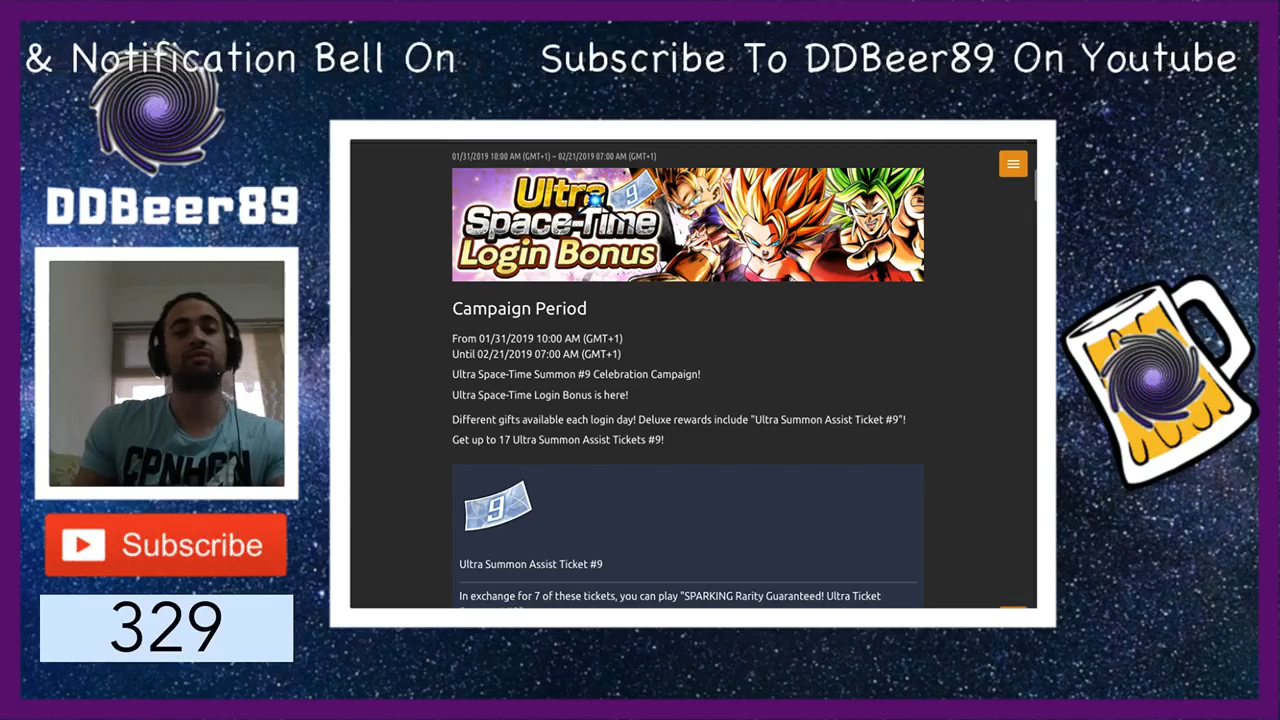 & Notification Bell On
Subscribe To DDBeer89 On Youtube
DDBeer89
01/31/2019 10:00 AM (GMT+1) – 02/21/2019 07:00 AM (GMT+1)
Ultra
9
Space-Time
Login Bonus
Campaign Period
From 01/31/2019 10:00 AM (GMT+1)
Until 02/21/2019 07:00 AM (GMT+1)
Ultra Space-Time Summon #9 Celebration Campaign!
Ultra Space-Time Login Bonus is here!
Different gifts available each login day! Deluxe rewards include "Ultra Summon Assist Ticket #9"!
Get up to 17 Ultra Summon Assist Tickets #9!
9
Ultra Summon Assist Ticket #9
In exchange for 7 of these tickets, you can play "SPARKING Rarity Guaranteed! Ultra Ticket
Subscribe
329